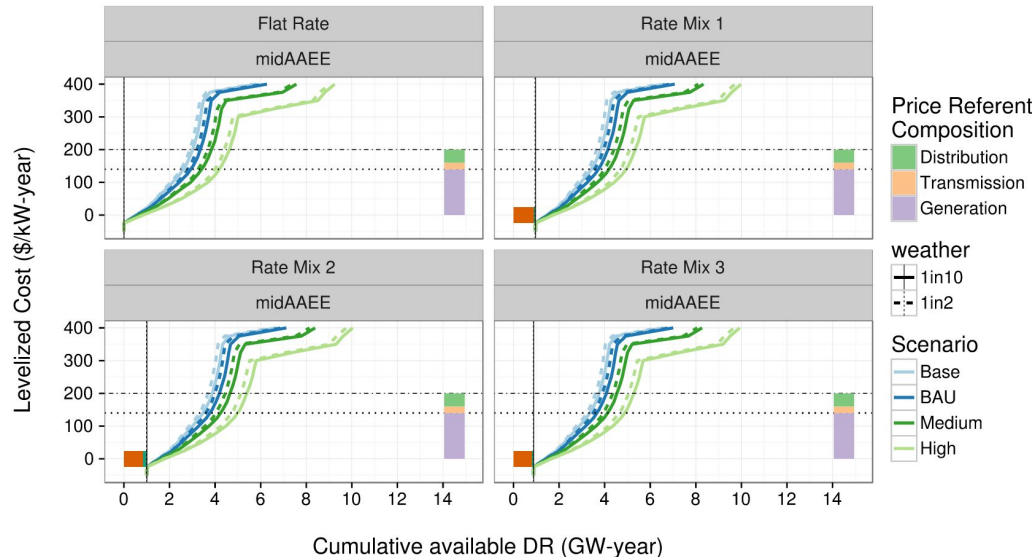 Flat Rate
midAAEE
Rate Mix 1
midAAEE
Rate Mix 2
midAAEE
Rate Mix 3
midAAEE
400
300
200
100
0
400
300
200
100
0
0 2 4 6 8 10 12 14
0 2 4 6 8 10 12 14
Levelized Cost ($/kW-year)
Cumulative available DR (GW-year)
Price Referent
Composition
Distribution
Transmission
Generation
weather
1in10
1in2
Scenario
Base
BAU
Medium
High